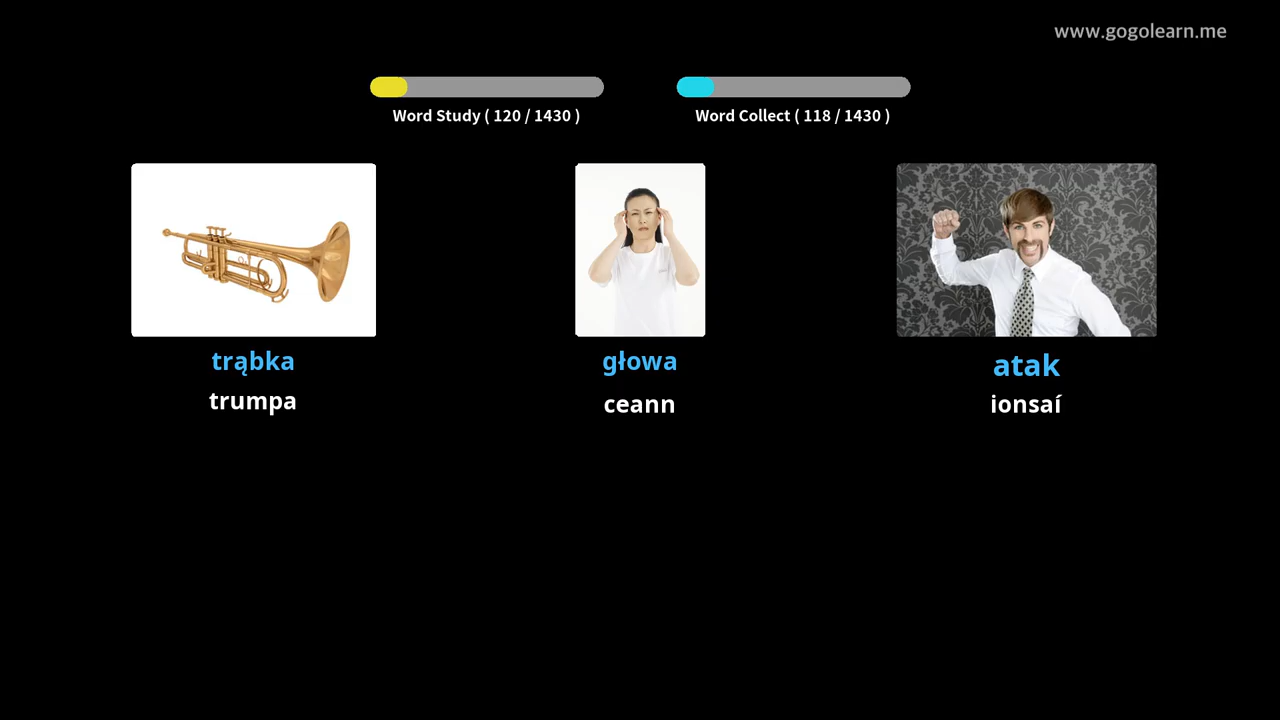 www.gogolearn.me
Word Study ( 120 / 1430 )
Word Collect ( 118 / 1430 )
trąbka
trumpa
głowa
ceann
atak
ionsaí